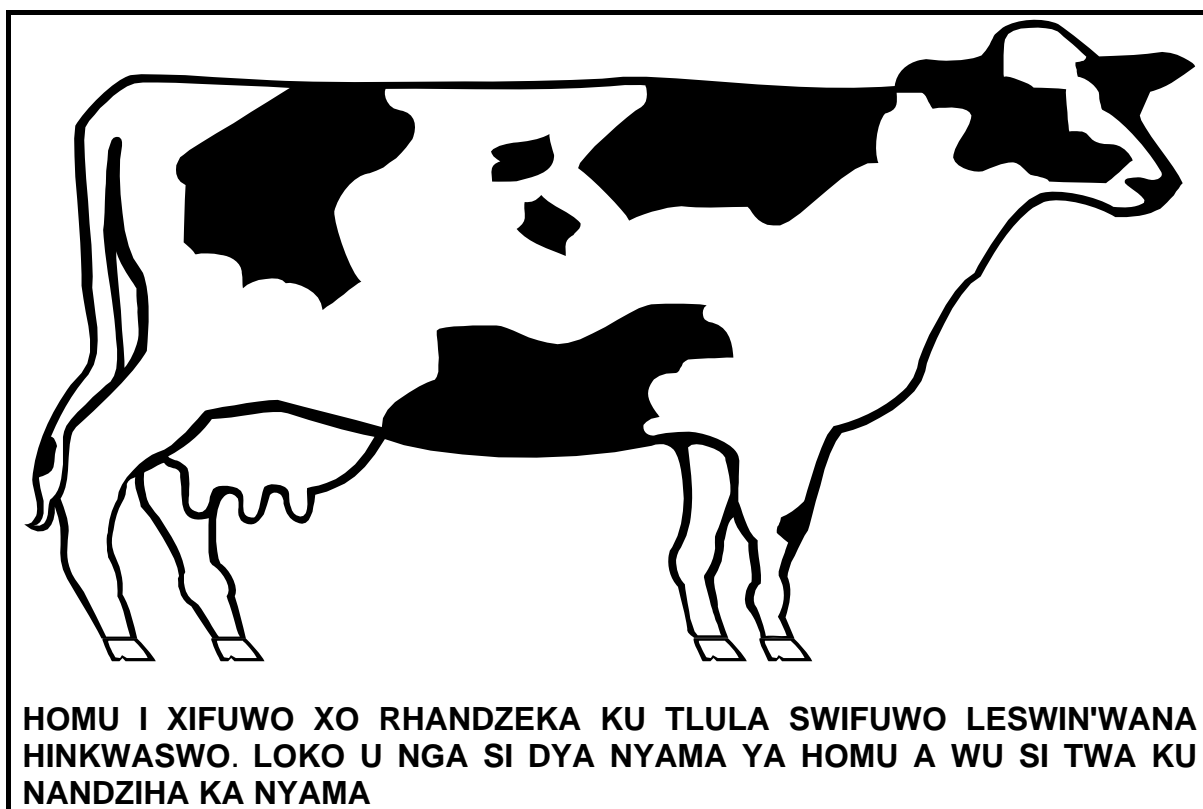 HOMU I XIFUWO XO RHANDZEKA KU TLULA SWIFUWO LESWIN'WANA
HINKWASWO. LOKO U NGA SI DYA NYAMA YA HOMU A WU SI TWA KU
NANDZIHA KA NYAMA